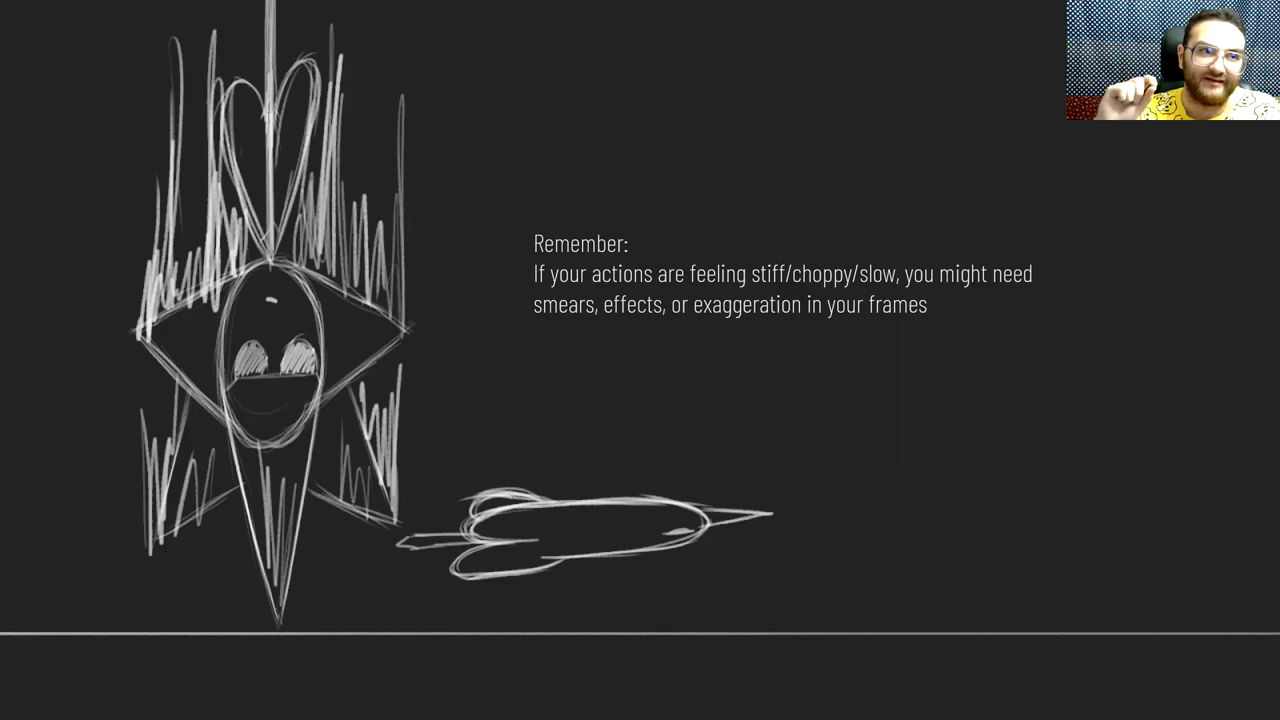 Remember:
If your actions are feeling stiff/choppy/slow, you might need
smears, effects, or exaggeration in your frames